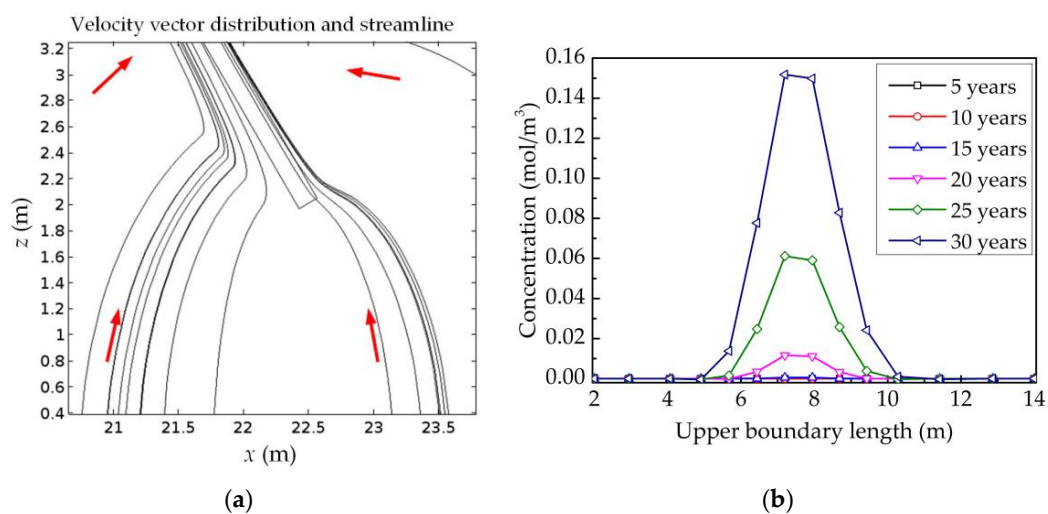 Velocity vector distribution and streamline
3.2
3
2.8
2.6
2.4
2.2
2
1.8
1.6
1.4
1.2
1
0.8
0.6
0.4
z (m)
21 21.5 22 22.5 23 23.5
x (m)
(a)
0.16
0.14
0.12
0.10
0.08
0.06
0.04
0.02
0.00
Concentration (mol/m³)
5 years
10 years
15 years
20 years
25 years
30 years
2 4 6 8 10 12 14
Upper boundary length (m)
(b)